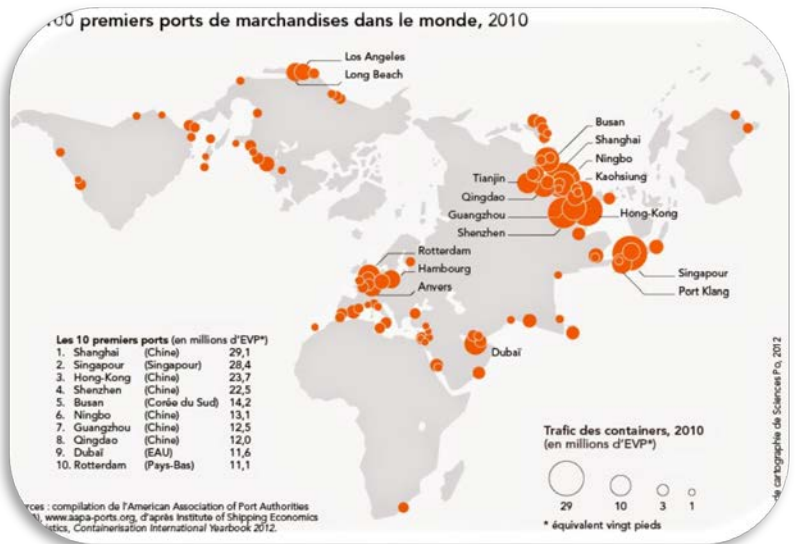 100 premiers ports de marchandises dans le monde, 2010
Los Angeles
Long Beach
Busan
Shanghai
Ningbo
Kaohsiung
Tianjin
Qingdao
Guangzhou
Hong-Kong
Shenzhen
Rotterdam
Hambourg
Anvers
Singapour
Port Klang
Dubaï
Les 10 premiers ports (en millions d'EVP*)
1. Shanghai (Chine) 29,1
2. Singapour (Singapour) 28,4
3. Hong-Kong (Chine) 23,7
4. Shenzhen (Chine) 22,5
5. Busan (Corée du Sud) 14,2
6. Ningbo (Chine) 13,1
7. Guangzhou (Chine) 12,5
8. Qingdao (Chine) 12,0
9. Dubaï (EAU) 11,6
10. Rotterdam (Pays-Bas) 11,1
Trafic des containers, 2010
(en millions d'EVP*)
29 10 3 1
* équivalent vingt pieds
rces : compilation de l'American Association of Port Authorities
www.aapa-ports.org, d'après Institute of Shipping Economics
istics, Containerisation International Yearbook 2012.
de cartographie de Sciences Po, 2012